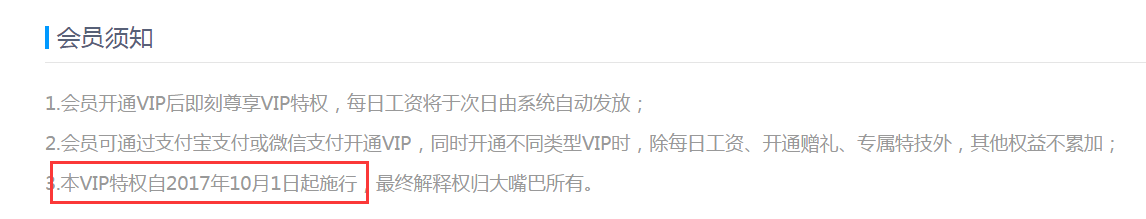 会员须知
1.会员开通VIP后即刻尊享VIP特权，每日工资将于次日由系统自动发放；
2.会员可通过支付宝支付或微信支付开通VIP，同时开通不同类型VIP时，除每日工资、开通赠礼、专属特技外，其他权益不累加；
3.本VIP特权自2017年10月1日起施行，最终解释权归大嘴巴所有。